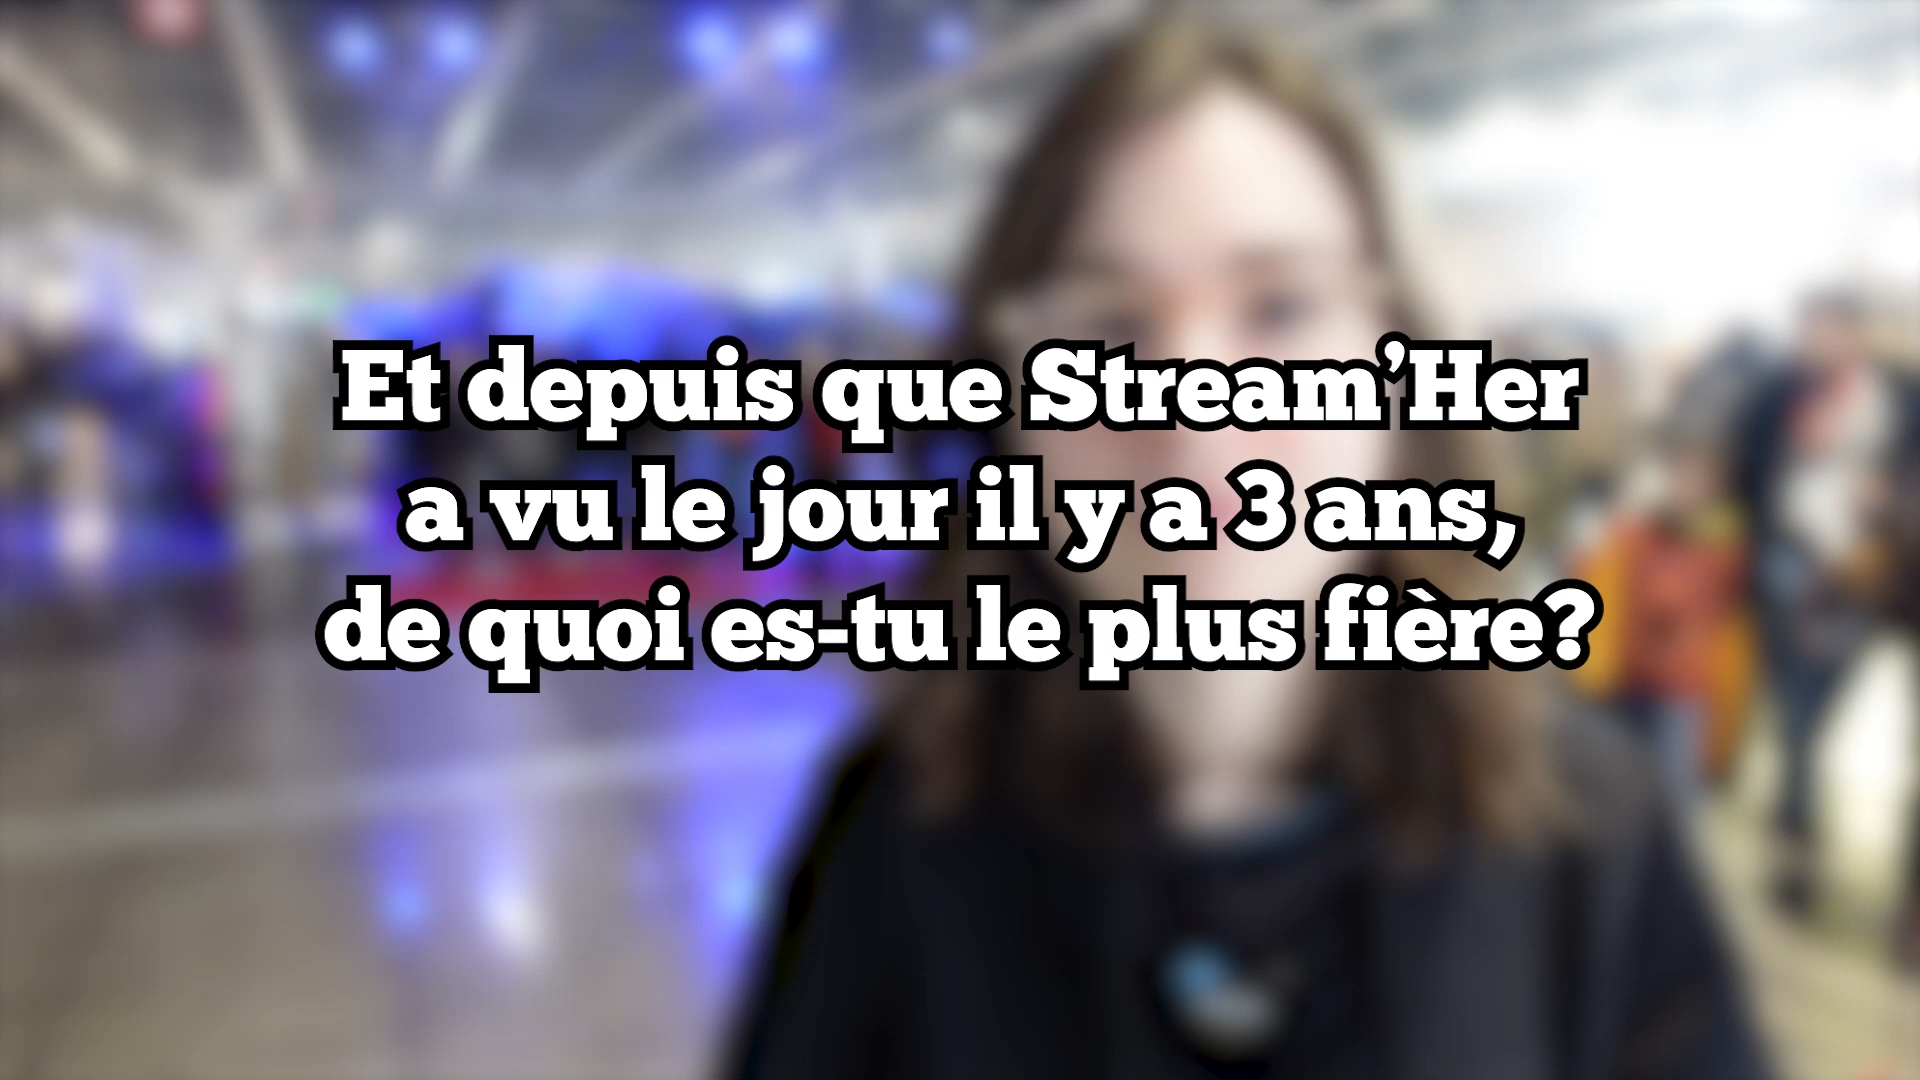 Et depuis que Stream’Her
a vu le jour il y a 3 ans,
de quoi es-tu le plus fière?